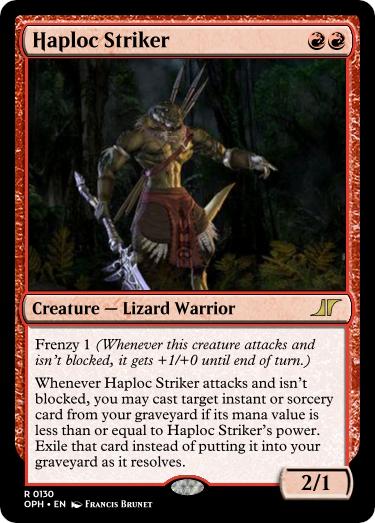 Haploc Striker
Creature — Lizard Warrior
Frenzy 1 (Whenever this creature attacks and
isn't blocked, it gets +1/+0 until end of turn.)
Whenever Haploc Striker attacks and isn't
blocked, you may cast target instant or sorcery
card from your graveyard if its mana value is
less than or equal to Haploc Striker's power.
Exile that card instead of putting it into your
graveyard as it resolves.
2/1
R 0130
OPH • EN Francis Brunet